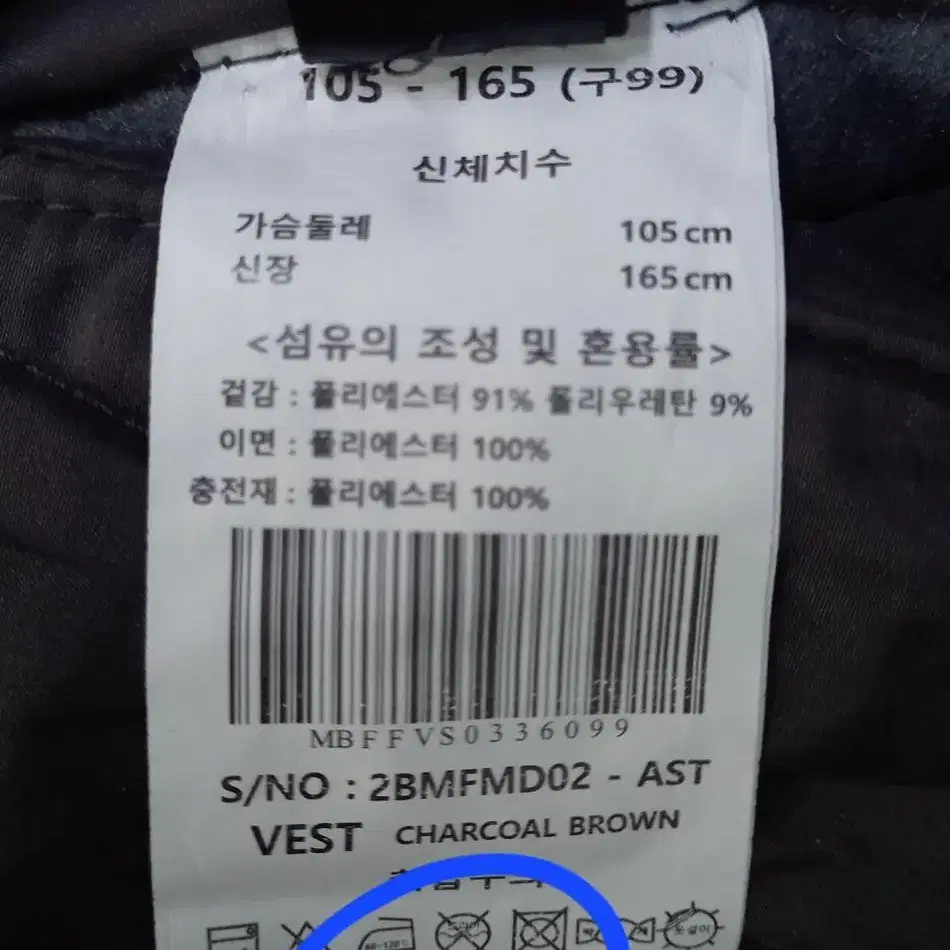 105 - 165 (구99)
신체치수
가슴둘레 105cm
신장 165cm
<섬유의 조성 및 혼용률>
겉감 : 폴리에스터 91% 폴리우레탄 9%
이면 : 폴리에스터 100%
충전재 : 폴리에스터 100%
MBFFVS0336099
S/NO : 2BMFMD02 - AST
VEST CHARCOAL BROWN